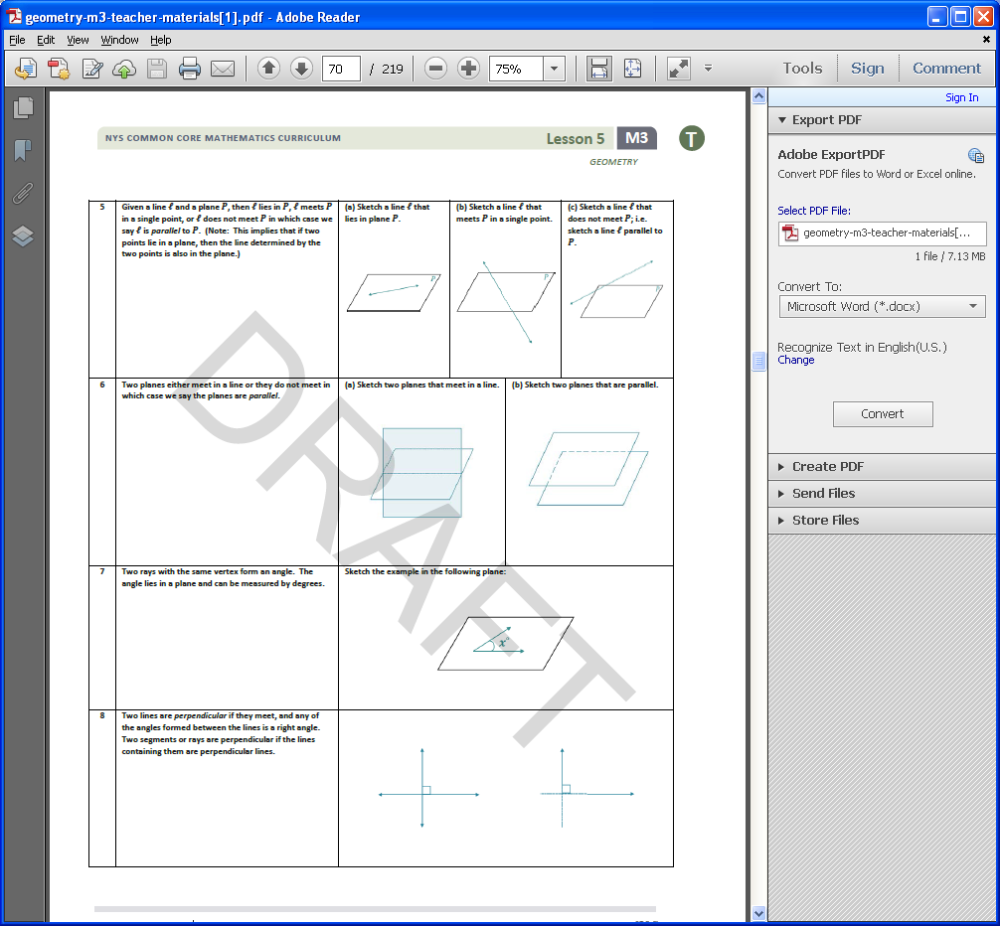 geometry-m3-teacher-materials[1].pdf - Adobe Reader
File Edit View Window Help
70 / 219 75% Tools Sign Comment
Sign In
NYS COMMON CORE MATHEMATICS CURRICULUM Lesson 5 M3 T
GEOMETRY
5
Given a line ℓ and a plane P, then ℓ lies in P, ℓ meets P
in a single point, or ℓ does not meet P in which case we
say ℓ is parallel to P. (Note: This implies that if two
points lie in a plane, then the line determined by the
two points is also in the plane.)
(a) Sketch a line ℓ that
lies in plane P.
P
(b) Sketch a line ℓ that
meets P in a single point.
P
(c) Sketch a line ℓ that
does not meet P; i.e.
sketch a line ℓ parallel to
P.
P
6
Two planes either meet in a line or they do not meet in
which case we say the planes are parallel.
(a) Sketch two planes that meet in a line.
(b) Sketch two planes that are parallel.
7
Two rays with the same vertex form an angle. The
angle lies in a plane and can be measured by degrees.
Sketch the example in the following plane:
x°
8
Two lines are perpendicular if they meet, and any of
the angles formed between the lines is a right angle.
Two segments or rays are perpendicular if the lines
containing them are perpendicular lines.
DRAFT
Export PDF
Adobe ExportPDF
Convert PDF files to Word or Excel online.
Select PDF File:
geometry-m3-teacher-materials[...
1 file / 7.13 MB
Convert To:
Microsoft Word (*.docx)
Recognize Text in English(U.S.)
Change
Convert
Create PDF
Send Files
Store Files